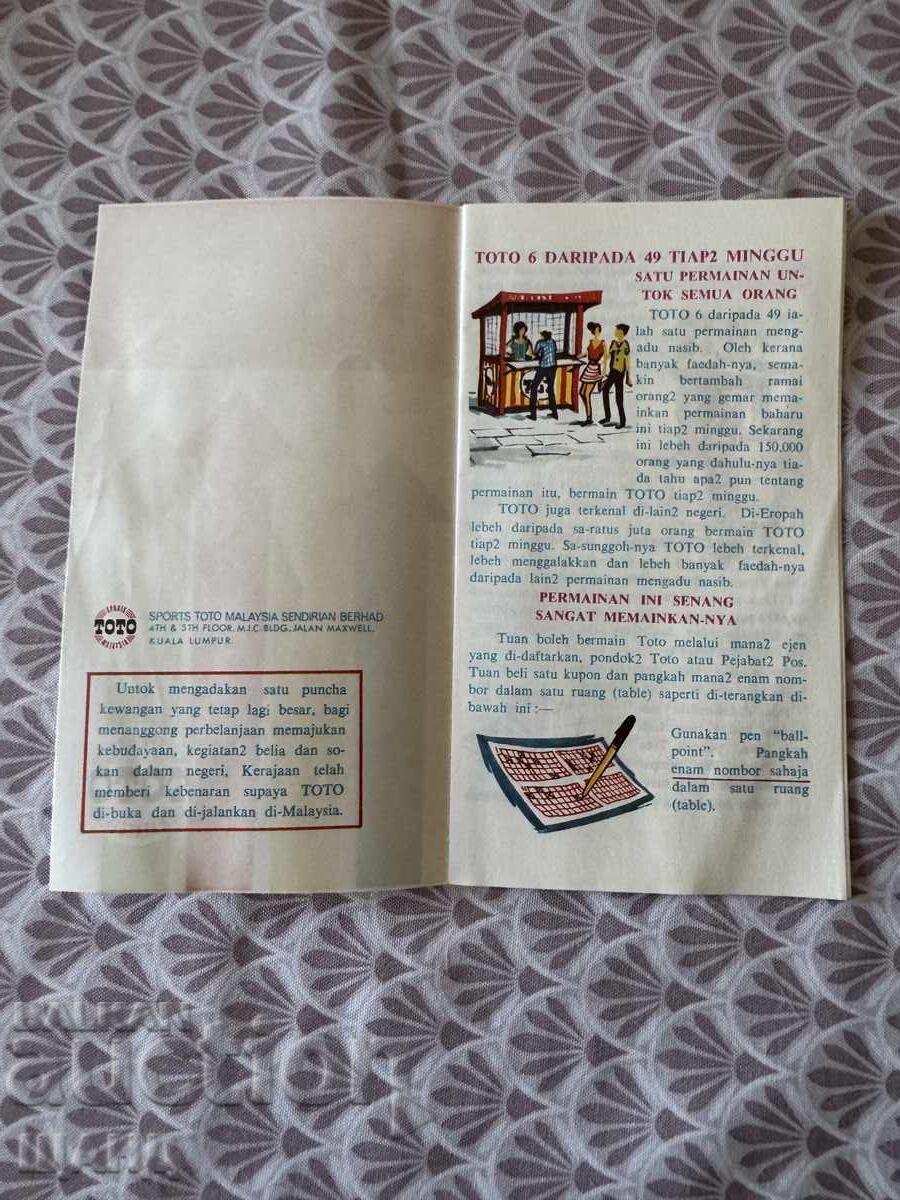 SPORTS
TOTO
MALAYSIA
SPORTS TOTO MALAYSIA SENDIRIAN BERHAD
4TH & 5TH FLOOR, M.I.C. BLDG, JALAN MAXWELL,
KUALA LUMPUR.
Untok mengadakan satu puncha
kewangan yang tetap lagi besar, bagi
menanggong perbelanjaan memajukan
kebudayaan, kegiatan2 belia dan so-
kan dalam negeri, Kerajaan telah
memberi kebenaran supaya TOTO
di-buka dan di-jalankan di-Malaysia.
TOTO 6 DARIPADA 49 TIAP2 MINGGU
SATU PERMAINAN UN-
TOK SEMUA ORANG
TOTO 6 daripada 49 ia-
lah satu permainan meng-
adu nasib. Oleh kerana
banyak faedah-nya, sema-
kin bertambah ramai
orang2 yang gemar mema-
inkan permainan baharu
ini tiap2 minggu. Sekarang
ini lebeh daripada 150,000
orang yang dahulu-nya tia-
da tahu apa2 pun tentang
permainan itu, bermain TOTO tiap2 minggu.
TOTO juga terkenal di-lain2 negeri. Di-Eropah
lebeh daripada sa-ratus juta orang bermain TOTO
tiap2 minggu. Sa-sunggoh-nya TOTO lebeh terkenal,
lebeh menggalakkan dan lebeh banyak faedah-nya
daripada lain2 permainan mengadu nasib.
PERMAINAN INI SENANG
SANGAT MEMAINKAN-NYA
Tuan boleh bermain Toto melalui mana2 ejen
yang di-daftarkan, pondok2 Toto atau Pejabat2 Pos.
Tuan beli satu kupon dan pangkah mana2 enam nom-
bor dalam satu ruang (table) saperti di-terangkan di-
bawah ini :—
Gunakan pen "ball-
point". Pangkah
enam nombor sahaja
dalam satu ruang
(table).
BALKAN
auction